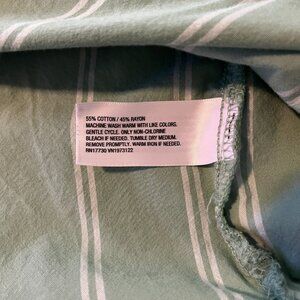 55% COTTON / 45% RAYON
MACHINE WASH WARM WITH LIKE COLORS.
GENTLE CYCLE. ONLY NON-CHLORINE
BLEACH IF NEEDED. TUMBLE DRY MEDIUM.
REMOVE PROMPTLY. WARM IRON IF NEEDED.
RN17730 VN1973122